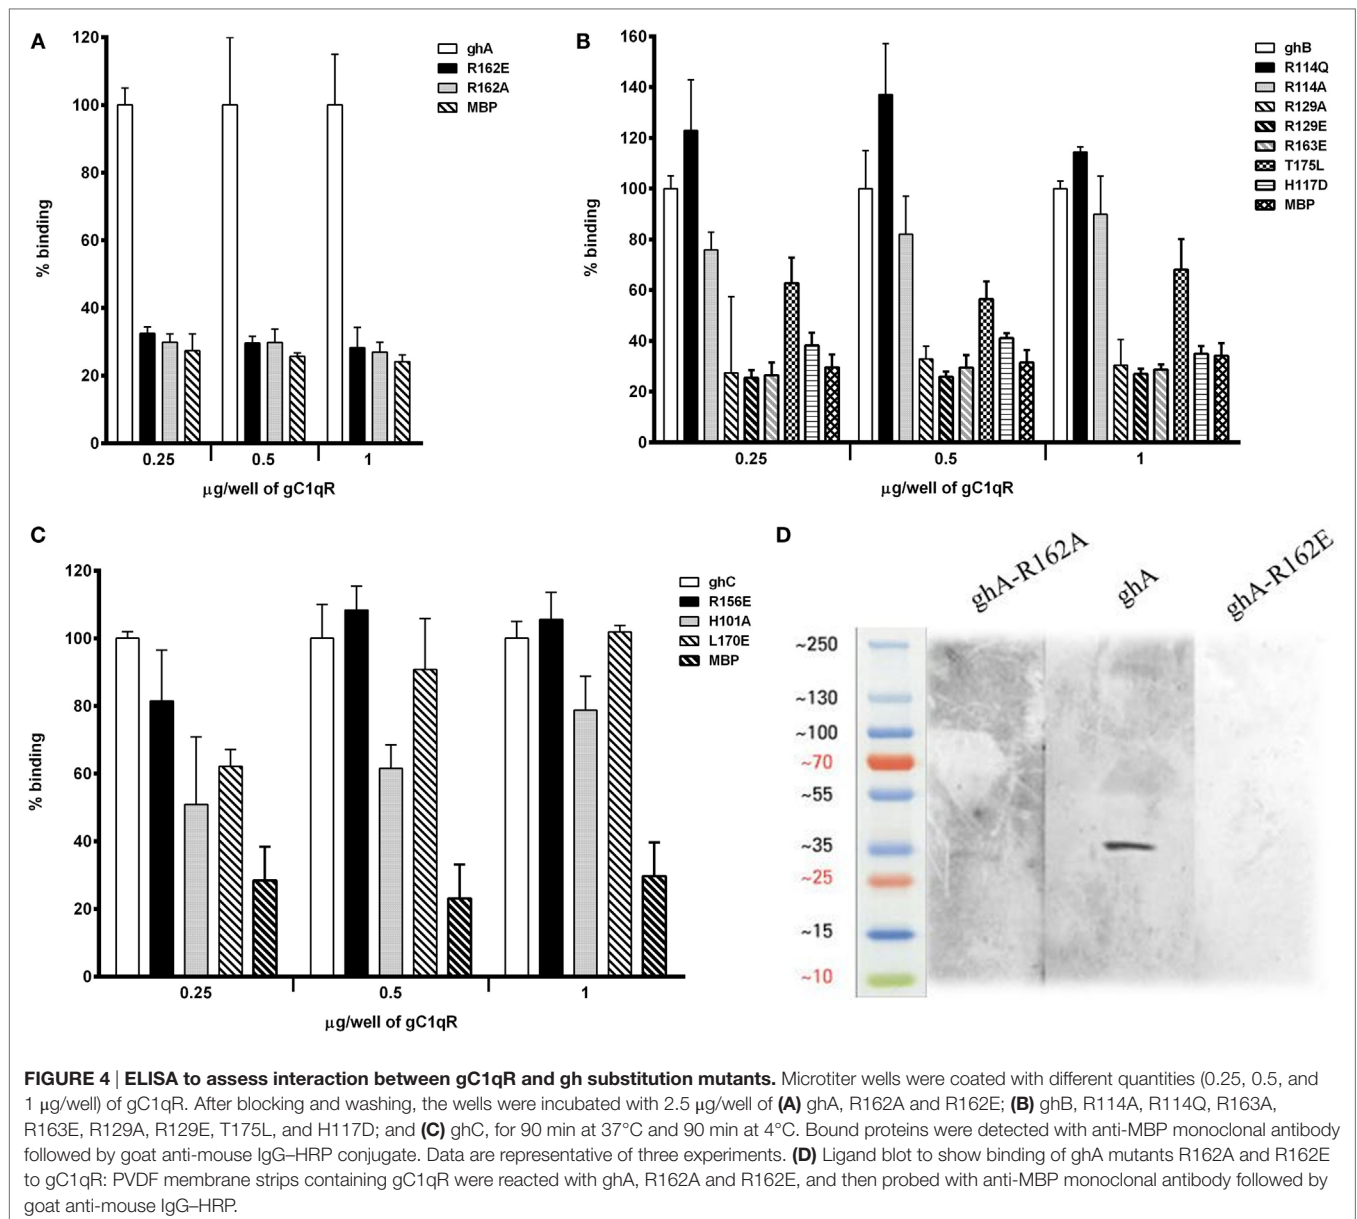 A
120
100
80
60
40
20
0
% binding
0.25
0.5
1
µg/well of gC1qR
ghA
R162E
R162A
MBP
B
160
140
120
100
80
60
40
20
0
% binding
0.25
0.5
1
µg/well of gC1qR
ghB
R114Q
R114A
R129A
R129E
R163E
T175L
H117D
MBP
C
120
100
80
60
40
20
0
% binding
0.25
0.5
1
µg/well of gC1qR
ghC
R156E
H101A
L170E
MBP
D
ghA-R162A
ghA
ghA-R162E
~250
~130
~100
~70
~55
~35
~25
~15
~10
FIGURE 4 | ELISA to assess interaction between gC1qR and gh substitution mutants. Microtiter wells were coated with different quantities (0.25, 0.5, and
1 µg/well) of gC1qR. After blocking and washing, the wells were incubated with 2.5 µg/well of (A) ghA, R162A and R162E; (B) ghB, R114A, R114Q, R163A,
R163E, R129A, R129E, T175L, and H117D; and (C) ghC, for 90 min at 37°C and 90 min at 4°C. Bound proteins were detected with anti-MBP monoclonal antibody
followed by goat anti-mouse IgG–HRP conjugate. Data are representative of three experiments. (D) Ligand blot to show binding of ghA mutants R162A and R162E
to gC1qR: PVDF membrane strips containing gC1qR were reacted with ghA, R162A and R162E, and then probed with anti-MBP monoclonal antibody followed by
goat anti-mouse IgG–HRP.